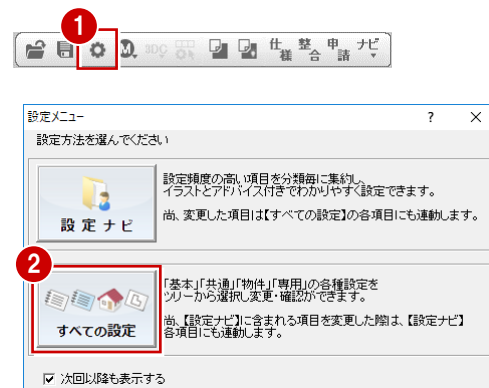 1
3DC 仕様 整合 申請 ナビ
設定メニュー ? ×
設定方法を選んでください
設定ナビ
設定頻度の高い項目を分類毎に集約し、
イラストとアドバイス付きでわかりやすく設定できます。
尚、変更した項目は【すべての設定】の各項目にも連動します。
2
すべての設定
「基本」「共通」「物件」「専用」の各種設定を
ツリーから選択し変更・確認ができます。
尚、【設定ナビ】に含まれる項目を変更した際は、【設定ナビ】
各項目にも連動します。
次回以降も表示する